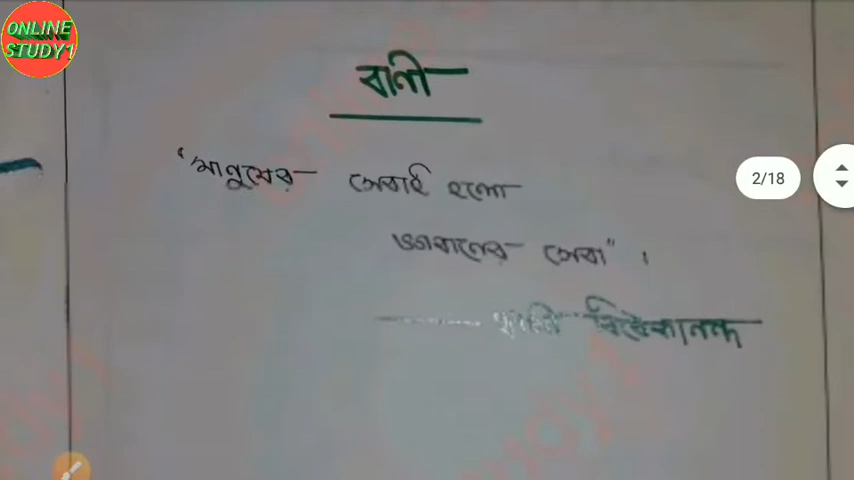 ONLINE
STUDY1
বাণী
2/18
"মানুষের সেবাই হলো
ভগবানের সেবা"।
স্বামী বিবেকানন্দ